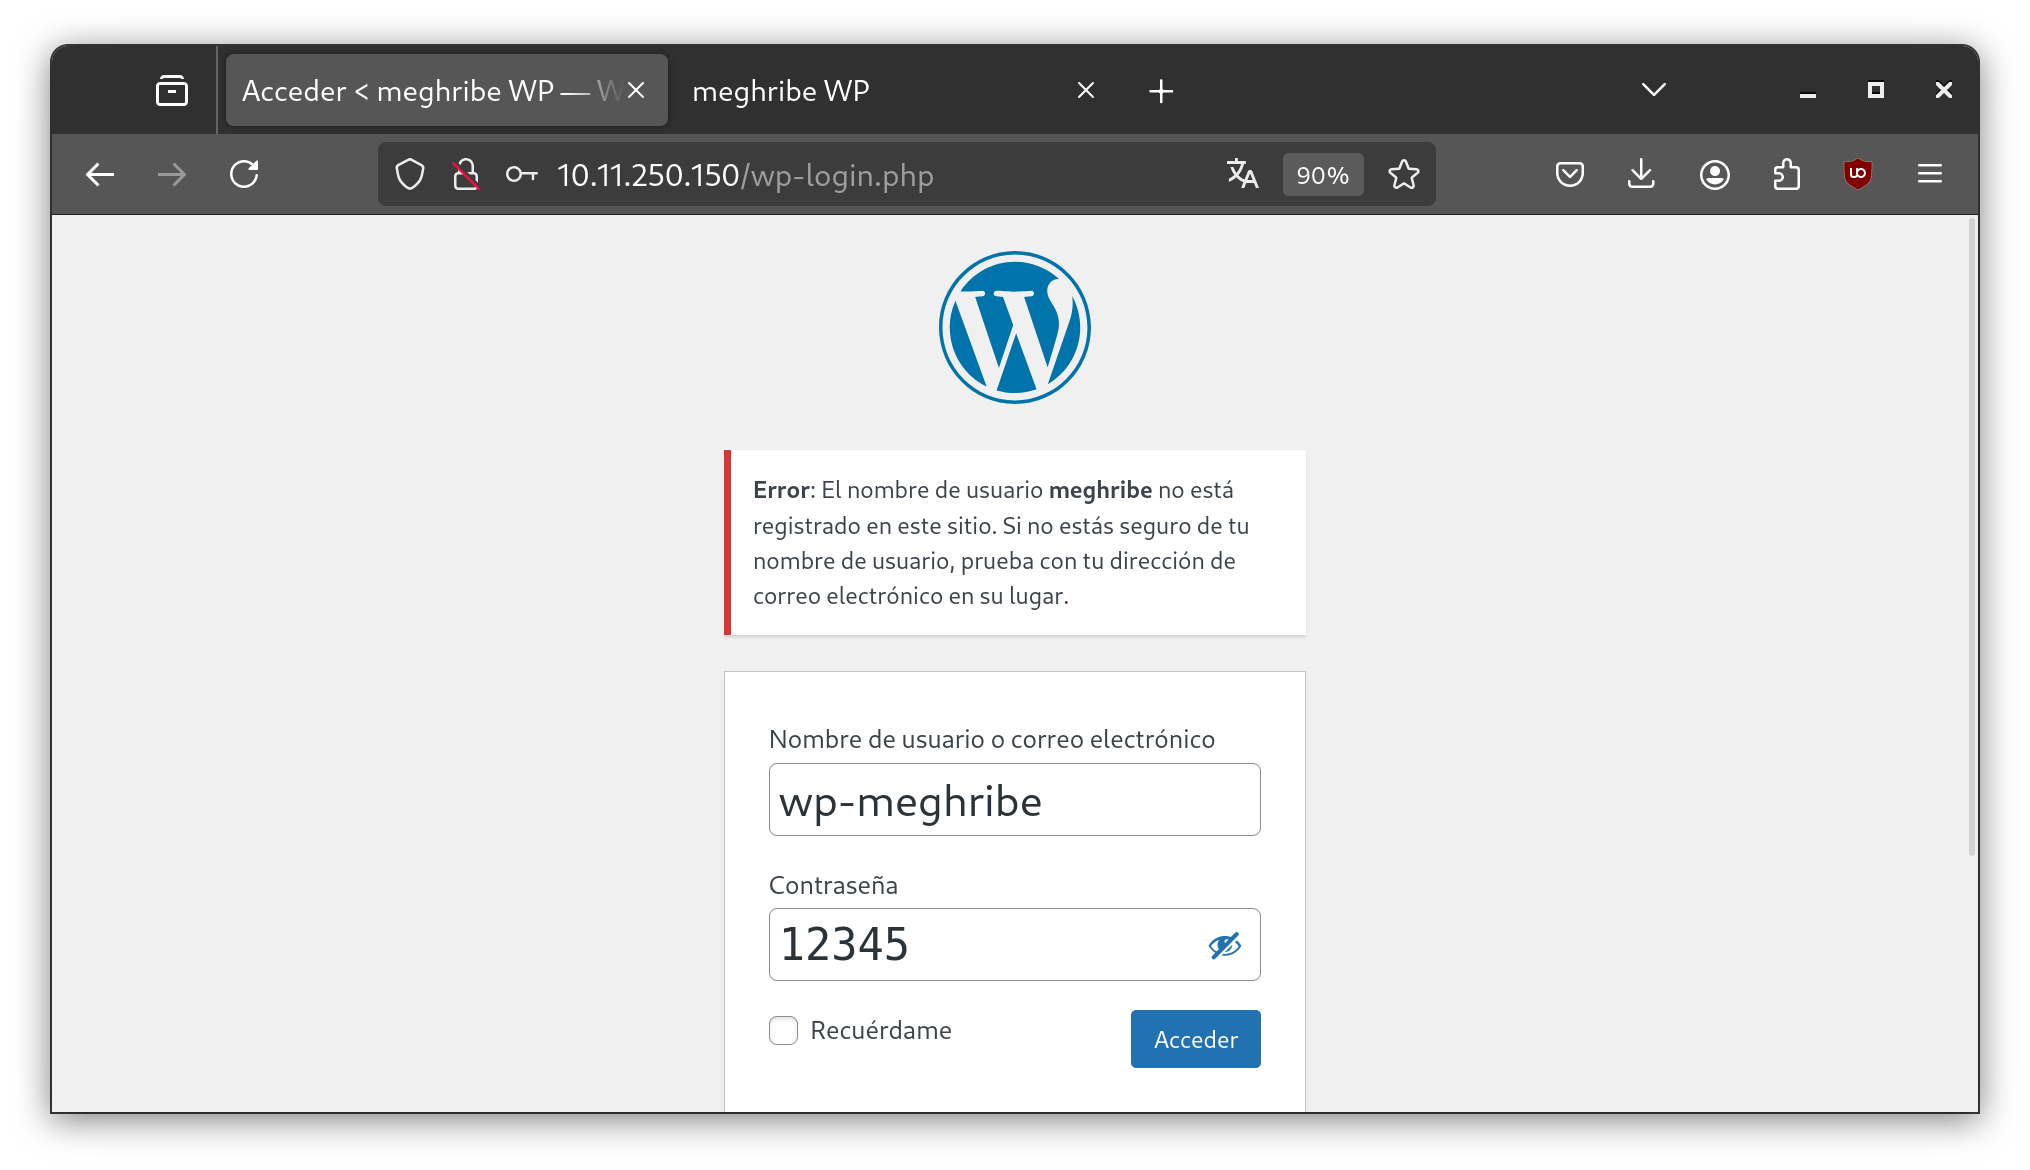 Acceder < meghribe WP — W
meghribe WP
10.11.250.150/wp-login.php
90%
Error: El nombre de usuario meghribe no está
registrado en este sitio. Si no estás seguro de tu
nombre de usuario, prueba con tu dirección de
correo electrónico en su lugar.
Nombre de usuario o correo electrónico
wp-meghribe
Contraseña
12345
Recuérdame
Acceder